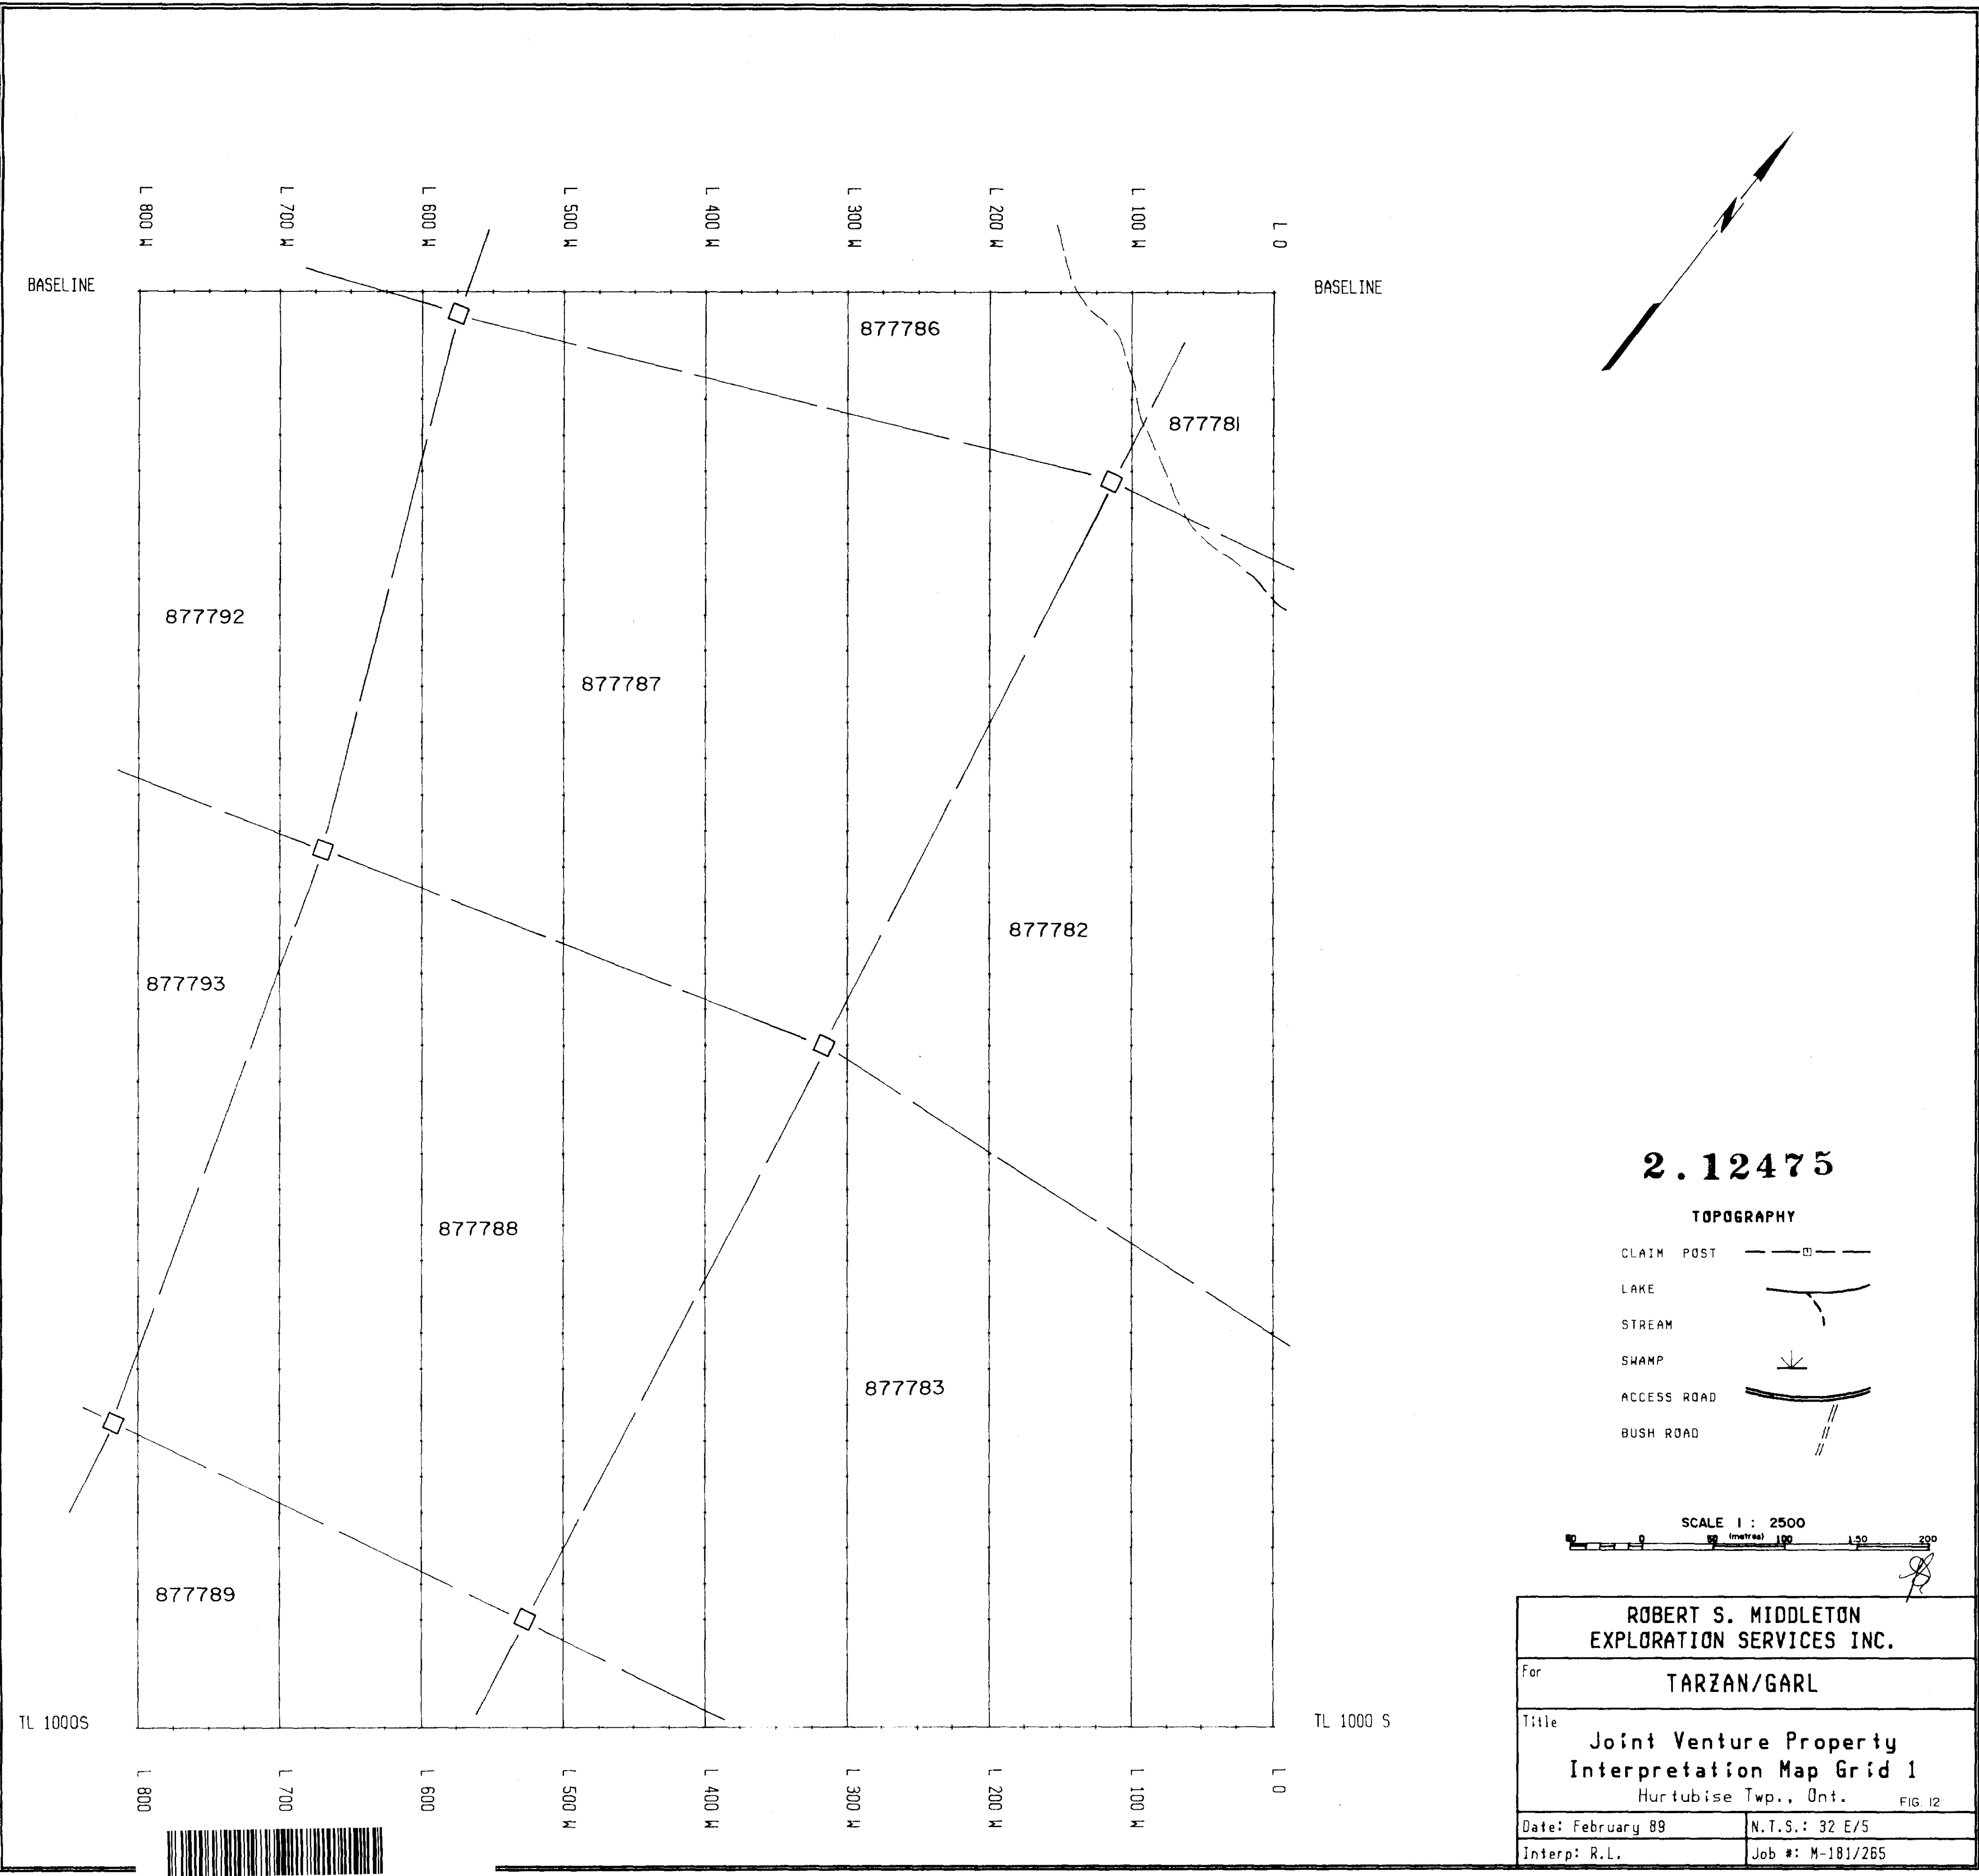 L 800 W
L 700 W
L 600 W
L 500 W
L 400 W
L 300 W
L 200 W
L 100 W
L 0
BASELINE
BASELINE
877786
877781
877792
877787
877782
877793
877788
877783
877789
TL 1000S
TL 1000 S
L 800
L 700
L 600
L 500 W
L 400 W
L 300 W
L 200 W
L 100 W
L 0
N
2.12475
TOPOGRAPHY
CLAIM POST
LAKE
STREAM
SWAMP
ACCESS ROAD
BUSH ROAD
SCALE 1 : 2500
50 0 50 (metres) 100 150 200
ROBERT S. MIDDLETON
EXPLORATION SERVICES INC.
For
TARZAN/GARL
Title
Joint Venture Property
Interpretation Map Grid 1
Hurtubise Twp., Ont.
FIG. 12
Date: February 89
N.T.S.: 32 E/5
Interp: R.L.
Job #: M-181/265